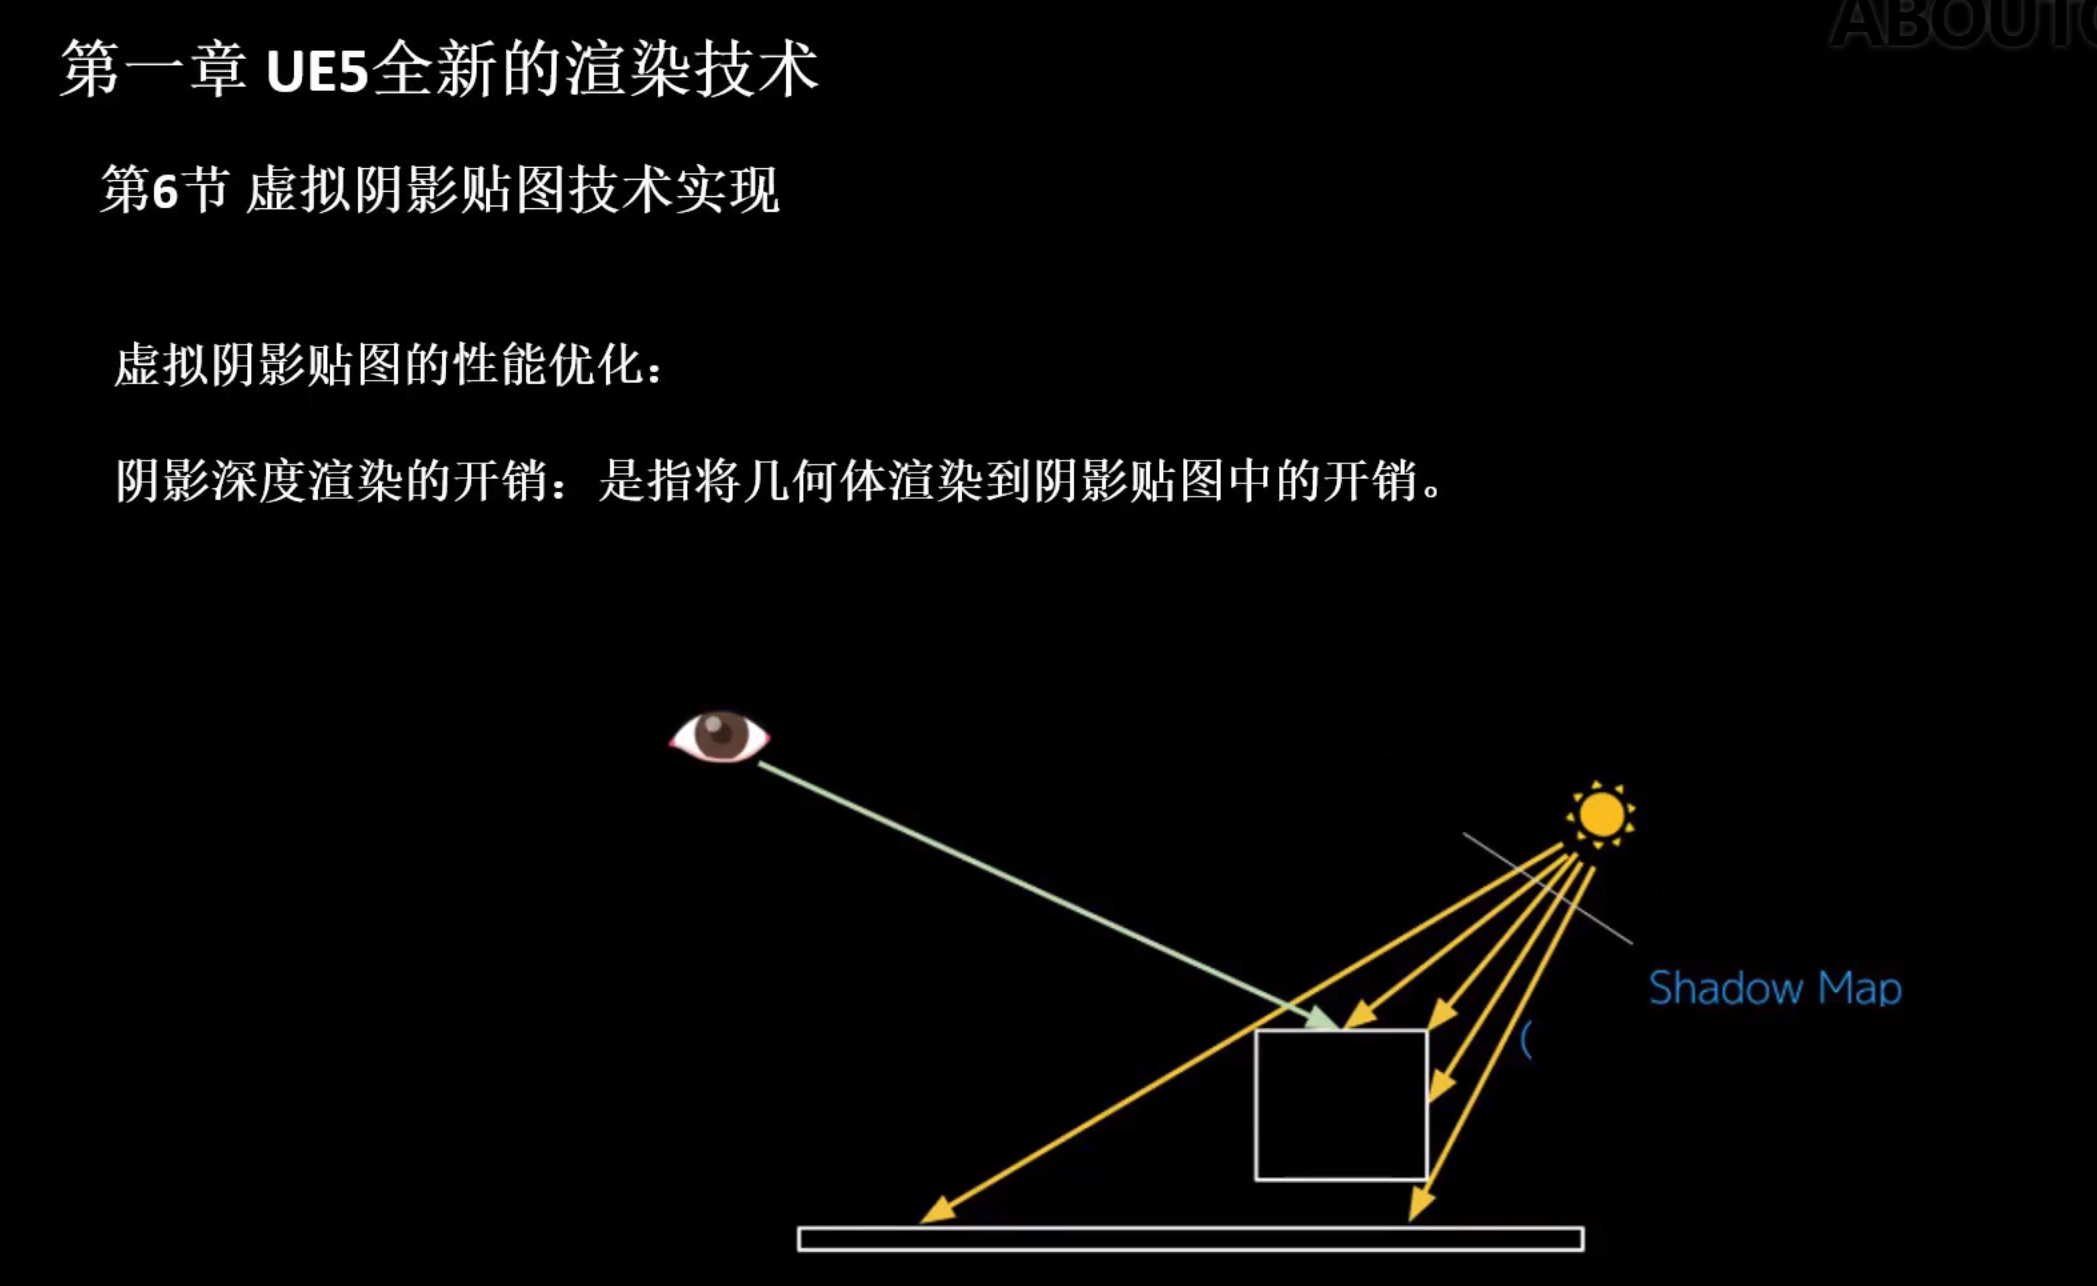 第一章 UE5全新的渲染技术
第6节 虚拟阴影贴图技术实现
虚拟阴影贴图的性能优化：
阴影深度渲染的开销：是指将几何体渲染到阴影贴图中的开销。
Shadow Map
(